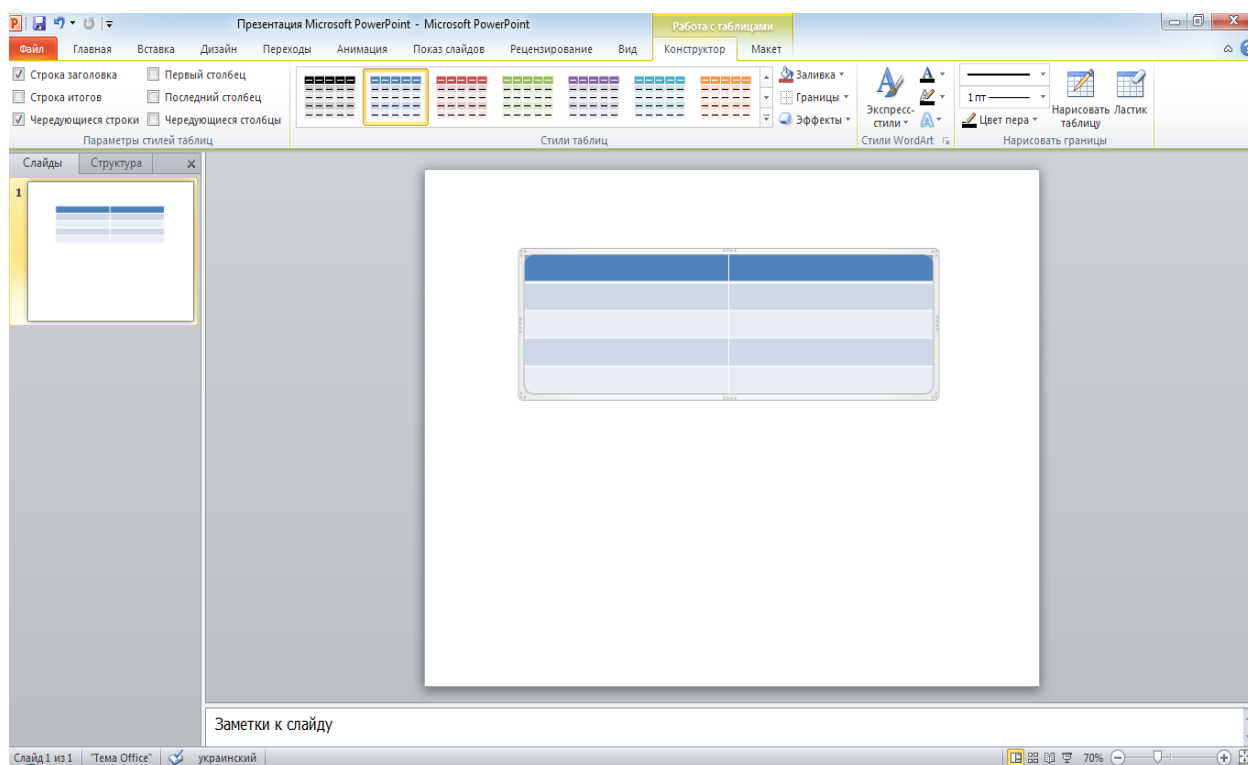 Презентация Microsoft PowerPoint - Microsoft PowerPoint
Работа с таблицами
Файл Главная Вставка Дизайн Переходы Анимация Показ слайдов Рецензирование Вид Конструктор Макет
Строка заголовка Первый столбец
Строка итогов Последний столбец
Чередующиеся строки Чередующиеся столбцы
Параметры стилей таблиц
Стили таблиц
Заливка
Границы
Эффекты
Экспресс-
стили
Стили WordArt
1 пт
Цвет пера
Нарисовать
таблицу
Ластик
Нарисовать границы
Слайды Структура
1
Заметки к слайду
Слайд 1 из 1 "Тема Office" украинский 70%